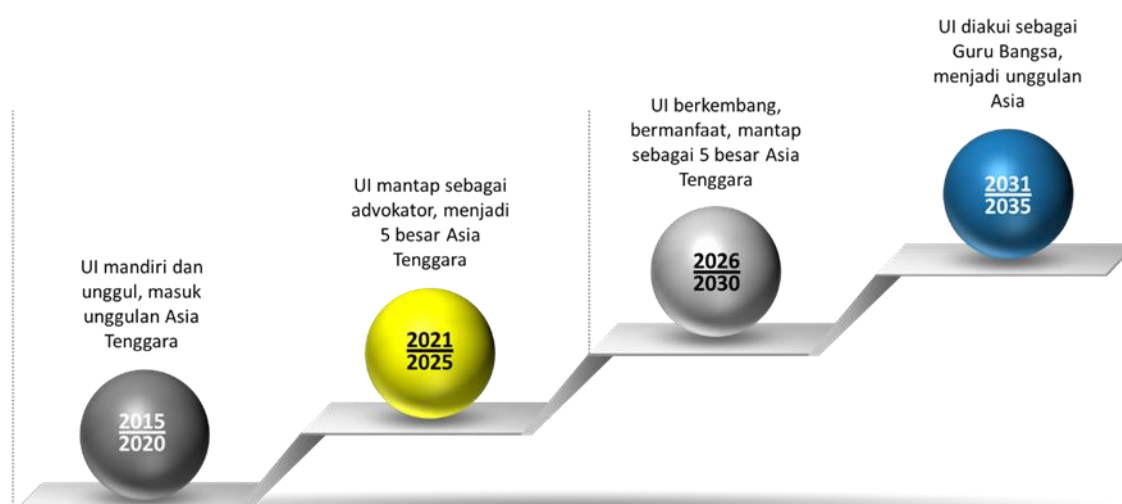 UI mandiri dan
unggul, masuk
unggulan Asia
Tenggara
2015
2020
UI mantap sebagai
advokator, menjadi
5 besar Asia
Tenggara
2021
2025
UI berkembang,
bermanfaat, mantap
sebagai 5 besar Asia
Tenggara
2026
2030
UI diakui sebagai
Guru Bangsa,
menjadi unggulan
Asia
2031
2035